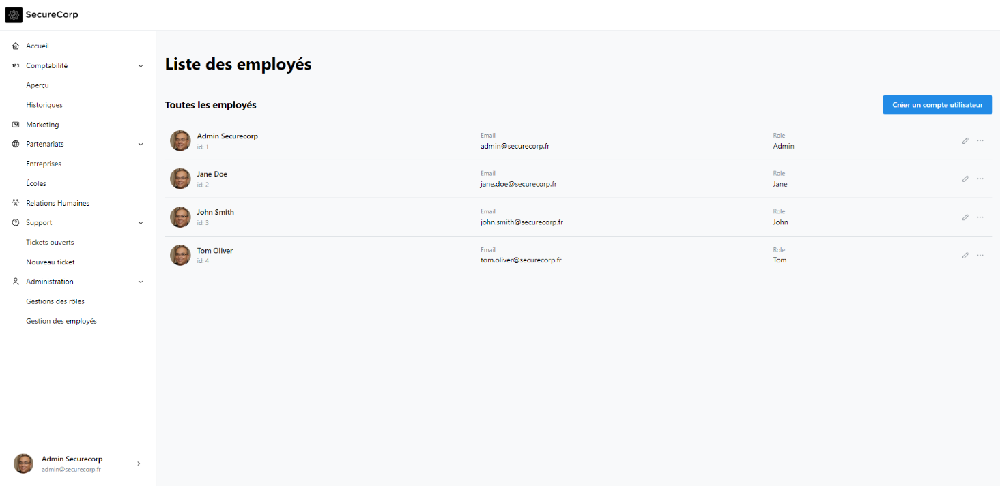 SecureCorp
Accueil
123 Comptabilité
Aperçu
Historiques
Ad Marketing
Partenariats
Entreprises
Écoles
Relations Humaines
Support
Tickets ouverts
Nouveau ticket
Administration
Gestions des rôles
Gestion des employés
Admin Securecorp
admin@securecorp.fr
Liste des employés
Toutes les employés
Créer un compte utilisateur
Admin Securecorp
id: 1
Email
admin@securecorp.fr
Role
Admin
Jane Doe
id: 2
Email
jane.doe@securecorp.fr
Role
Jane
John Smith
id: 3
Email
john.smith@securecorp.fr
Role
John
Tom Oliver
id: 4
Email
tom.oliver@securecorp.fr
Role
Tom